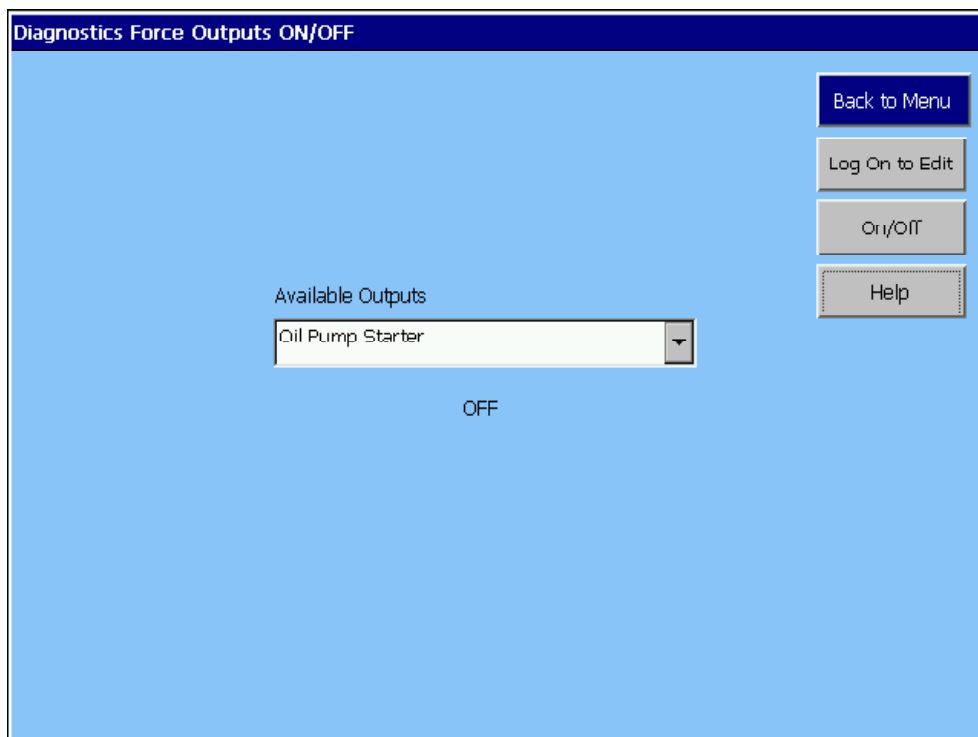 Diagnostics Force Outputs ON/OFF
Back to Menu
Log On to Edit
On/Off
Help
Available Outputs
Oil Pump Starter
OFF